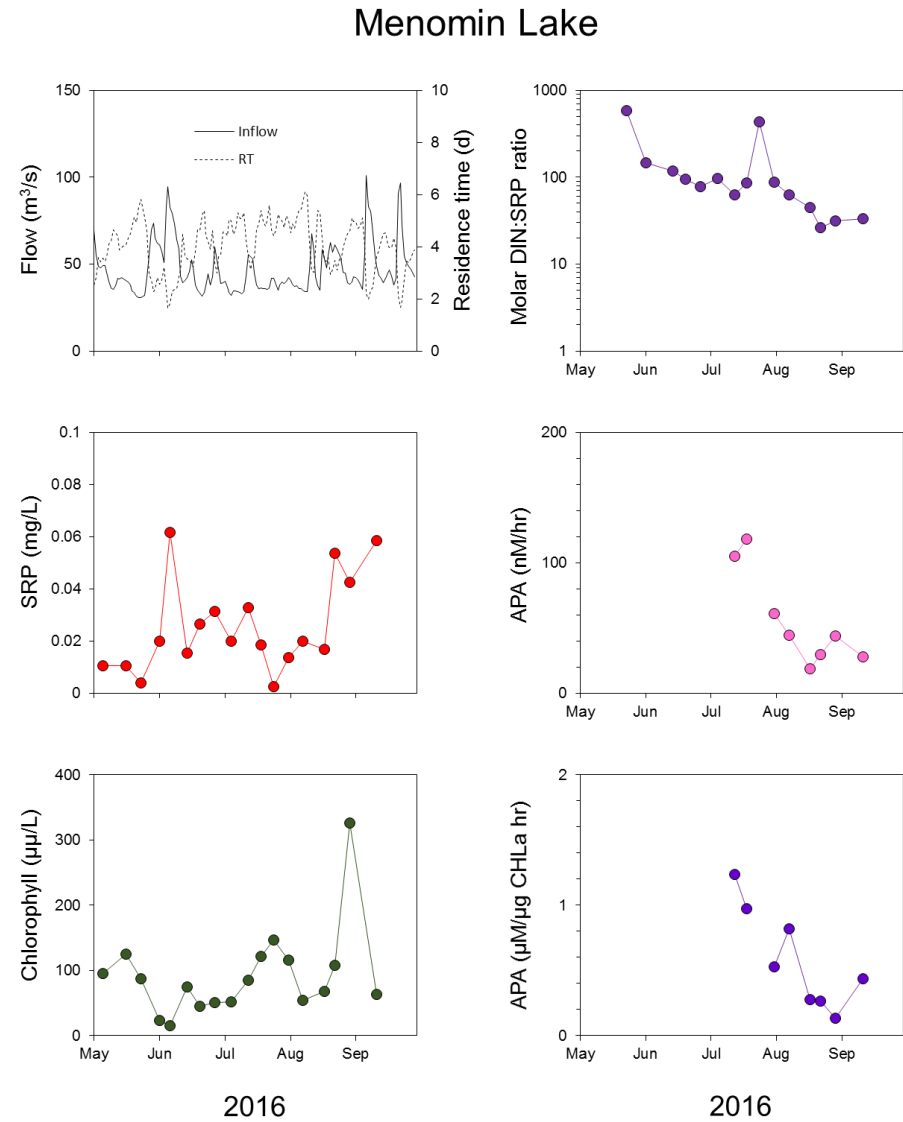 Menomin Lake
150
100
50
0
Flow (m³/s)
Inflow
RT
10
8
6
4
2
0
Residence time (d)
1000
100
10
1
Molar DIN:SRP ratio
May Jun Jul Aug Sep
0.1
0.08
0.06
0.04
0.02
0
SRP (mg/L)
200
100
0
APA (nM/hr)
May Jun Jul Aug Sep
400
300
200
100
0
Chlorophyll (µµ/L)
May Jun Jul Aug Sep
2
1
0
APA (µM/µg CHLa hr)
May Jun Jul Aug Sep
2016
2016